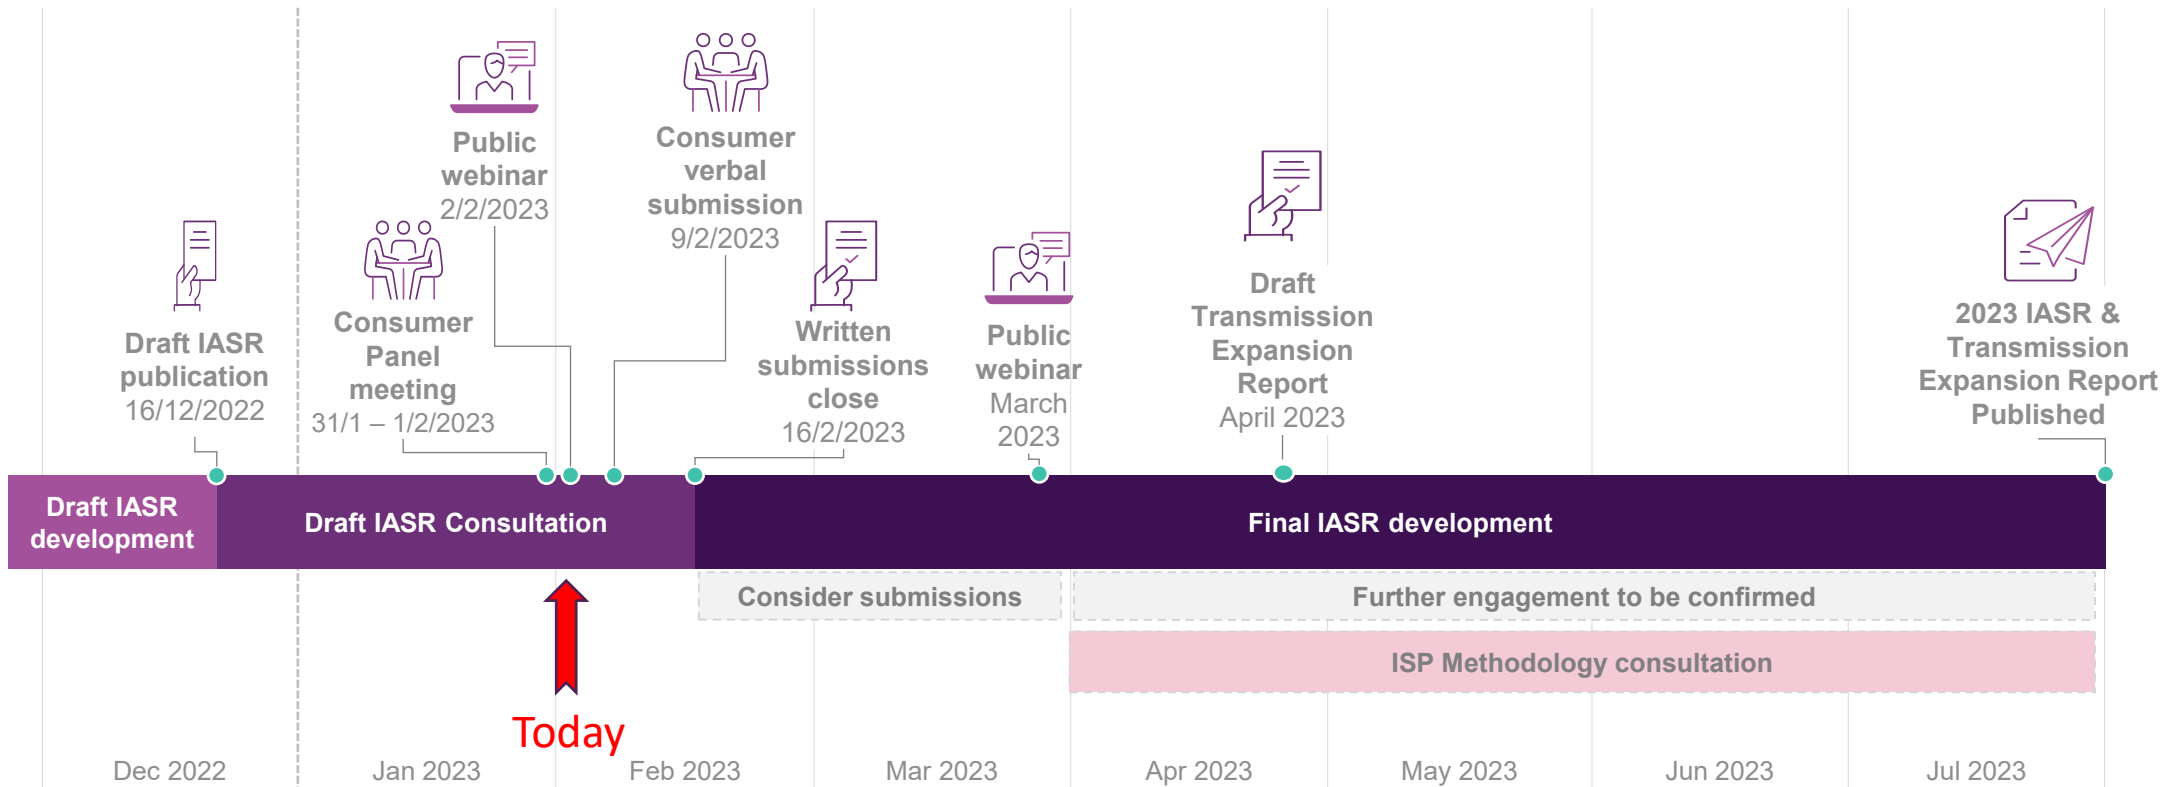 Public
webinar
2/2/2023
Consumer
verbal
submission
9/2/2023
Draft IASR
publication
16/12/2022
Consumer
Panel
meeting
31/1 – 1/2/2023
Written
submissions
close
16/2/2023
Public
webinar
March
2023
Draft
Transmission
Expansion
Report
April 2023
2023 IASR &
Transmission
Expansion Report
Published
Draft IASR
development
Draft IASR Consultation
Final IASR development
Consider submissions
Further engagement to be confirmed
ISP Methodology consultation
Today
Dec 2022
Jan 2023
Feb 2023
Mar 2023
Apr 2023
May 2023
Jun 2023
Jul 2023